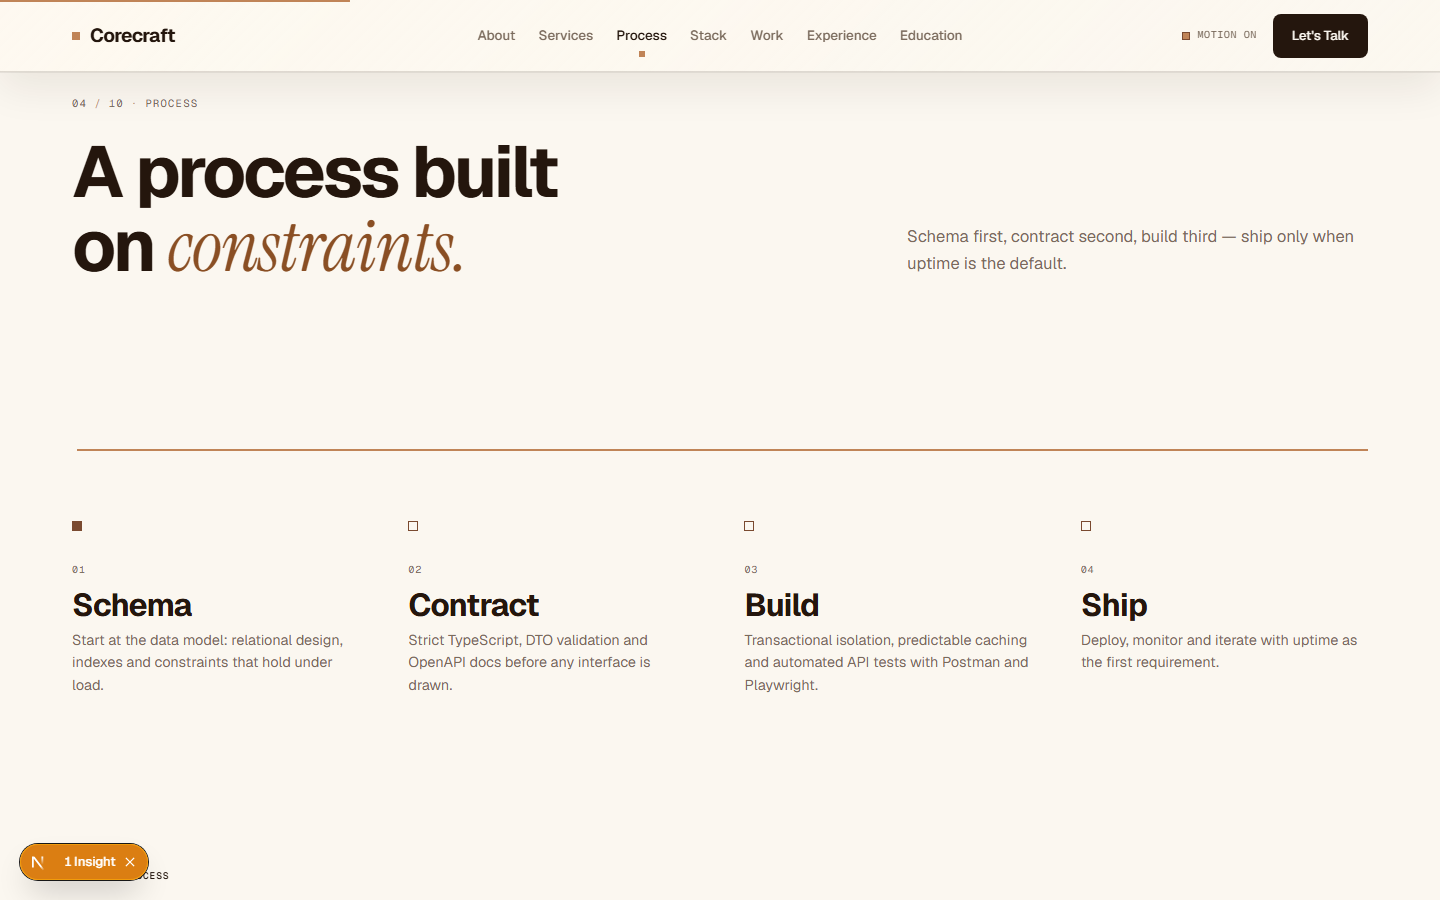 Corecraft
About Services Process Stack Work Experience Education
MOTION ON
Let's Talk
04 / 10 · PROCESS
A process built
on constraints.
Schema first, contract second, build third — ship only when
uptime is the default.
01
Schema
Start at the data model: relational design,
indexes and constraints that hold under
load.
02
Contract
Strict TypeScript, DTO validation and
OpenAPI docs before any interface is
drawn.
03
Build
Transactional isolation, predictable caching
and automated API tests with Postman and
Playwright.
04
Ship
Deploy, monitor and iterate with uptime as
the first requirement.
N 1 Insight